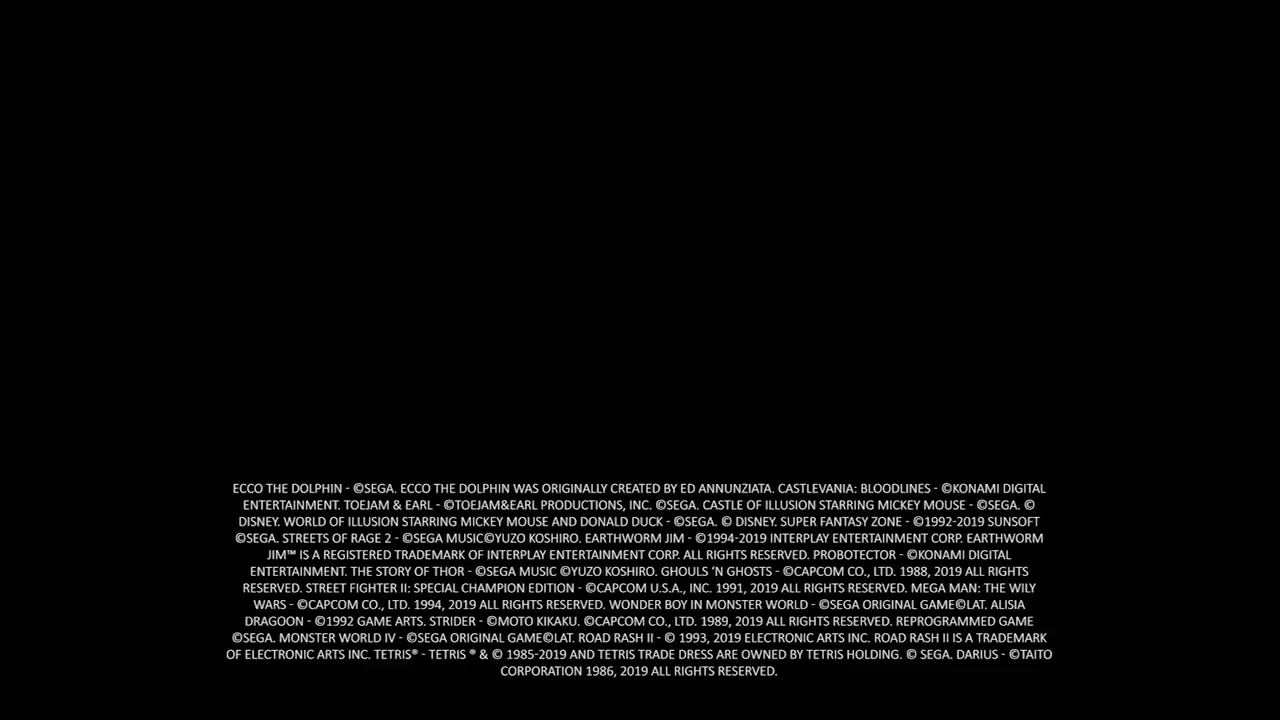 ECCO THE DOLPHIN - ©SEGA. ECCO THE DOLPHIN WAS ORIGINALLY CREATED BY ED ANNUNZIATA. CASTLEVANIA: BLOODLINES - ©KONAMI DIGITAL
ENTERTAINMENT. TOEJAM & EARL - ©TOEJAM&EARL PRODUCTIONS, INC. ©SEGA. CASTLE OF ILLUSION STARRING MICKEY MOUSE - ©SEGA. ©
DISNEY. WORLD OF ILLUSION STARRING MICKEY MOUSE AND DONALD DUCK - ©SEGA. © DISNEY. SUPER FANTASY ZONE - ©1992-2019 SUNSOFT
©SEGA. STREETS OF RAGE 2 - ©SEGA MUSIC©YUZO KOSHIRO. EARTHWORM JIM - ©1994-2019 INTERPLAY ENTERTAINMENT CORP. EARTHWORM
JIM™ IS A REGISTERED TRADEMARK OF INTERPLAY ENTERTAINMENT CORP. ALL RIGHTS RESERVED. PROBOTECTOR - ©KONAMI DIGITAL
ENTERTAINMENT. THE STORY OF THOR - ©SEGA MUSIC ©YUZO KOSHIRO. GHOULS ‘N GHOSTS - ©CAPCOM CO., LTD. 1988, 2019 ALL RIGHTS
RESERVED. STREET FIGHTER II: SPECIAL CHAMPION EDITION - ©CAPCOM U.S.A., INC. 1991, 2019 ALL RIGHTS RESERVED. MEGA MAN: THE WILY
WARS - ©CAPCOM CO., LTD. 1994, 2019 ALL RIGHTS RESERVED. WONDER BOY IN MONSTER WORLD - ©SEGA ORIGINAL GAME©LAT. ALISIA
DRAGOON - ©1992 GAME ARTS. STRIDER - ©MOTO KIKAKU. ©CAPCOM CO., LTD. 1989, 2019 ALL RIGHTS RESERVED. REPROGRAMMED GAME
©SEGA. MONSTER WORLD IV - ©SEGA ORIGINAL GAME©LAT. ROAD RASH II - © 1993, 2019 ELECTRONIC ARTS INC. ROAD RASH II IS A TRADEMARK
OF ELECTRONIC ARTS INC. TETRIS® - TETRIS ® & © 1985-2019 AND TETRIS TRADE DRESS ARE OWNED BY TETRIS HOLDING. © SEGA. DARIUS - ©TAITO
CORPORATION 1986, 2019 ALL RIGHTS RESERVED.